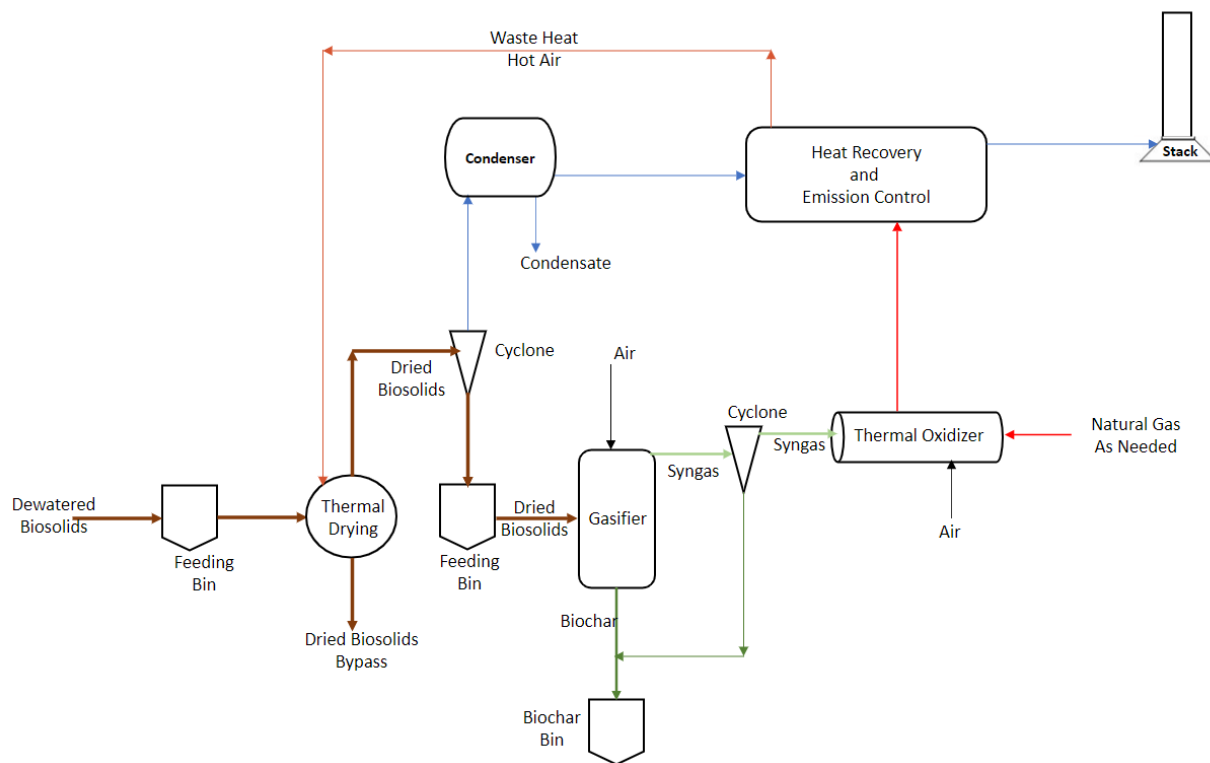 Waste Heat
Hot Air
Condenser
Heat Recovery
and
Emission Control
Stack
Condensate
Cyclone
Dried
Biosolids
Air
Cyclone
Syngas
Thermal Oxidizer
Natural Gas
As Needed
Syngas
Dewatered
Biosolids
Feeding
Bin
Thermal
Drying
Dried
Biosolids
Feeding
Bin
Gasifier
Air
Dried Biosolids
Bypass
Biochar
Biochar
Bin